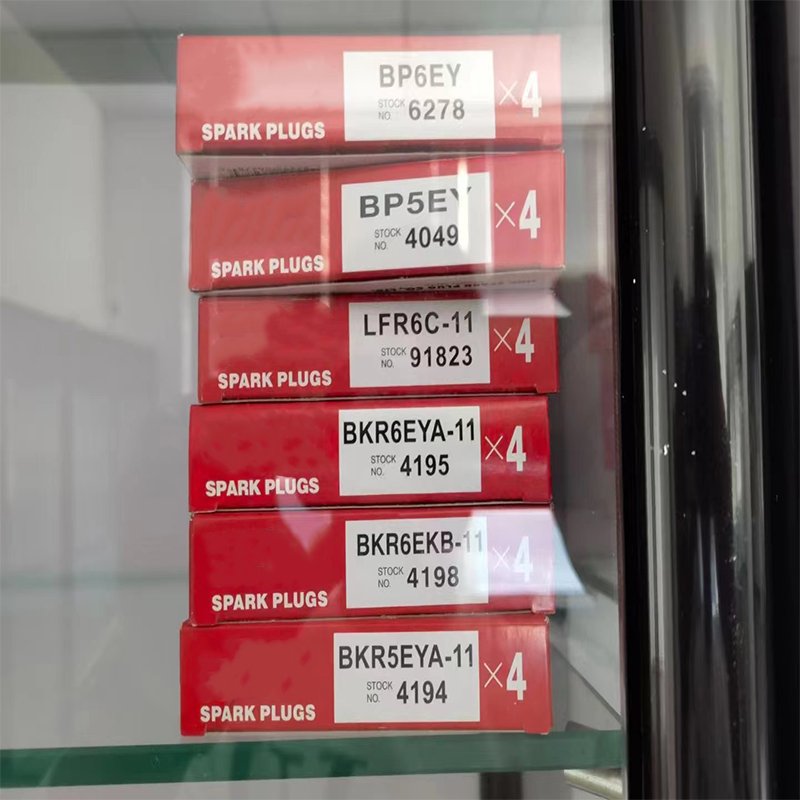 BP6EY
STOCK NO. 6278
×4
SPARK PLUGS
BP5EY
STOCK NO. 4049
×4
SPARK PLUGS
LFR6C-11
STOCK NO. 91823
×4
SPARK PLUGS
BKR6EYA-11
STOCK NO. 4195
×4
SPARK PLUGS
BKR6EKB-11
STOCK NO. 4198
×4
SPARK PLUGS
BKR5EYA-11
STOCK NO. 4194
×4
SPARK PLUGS